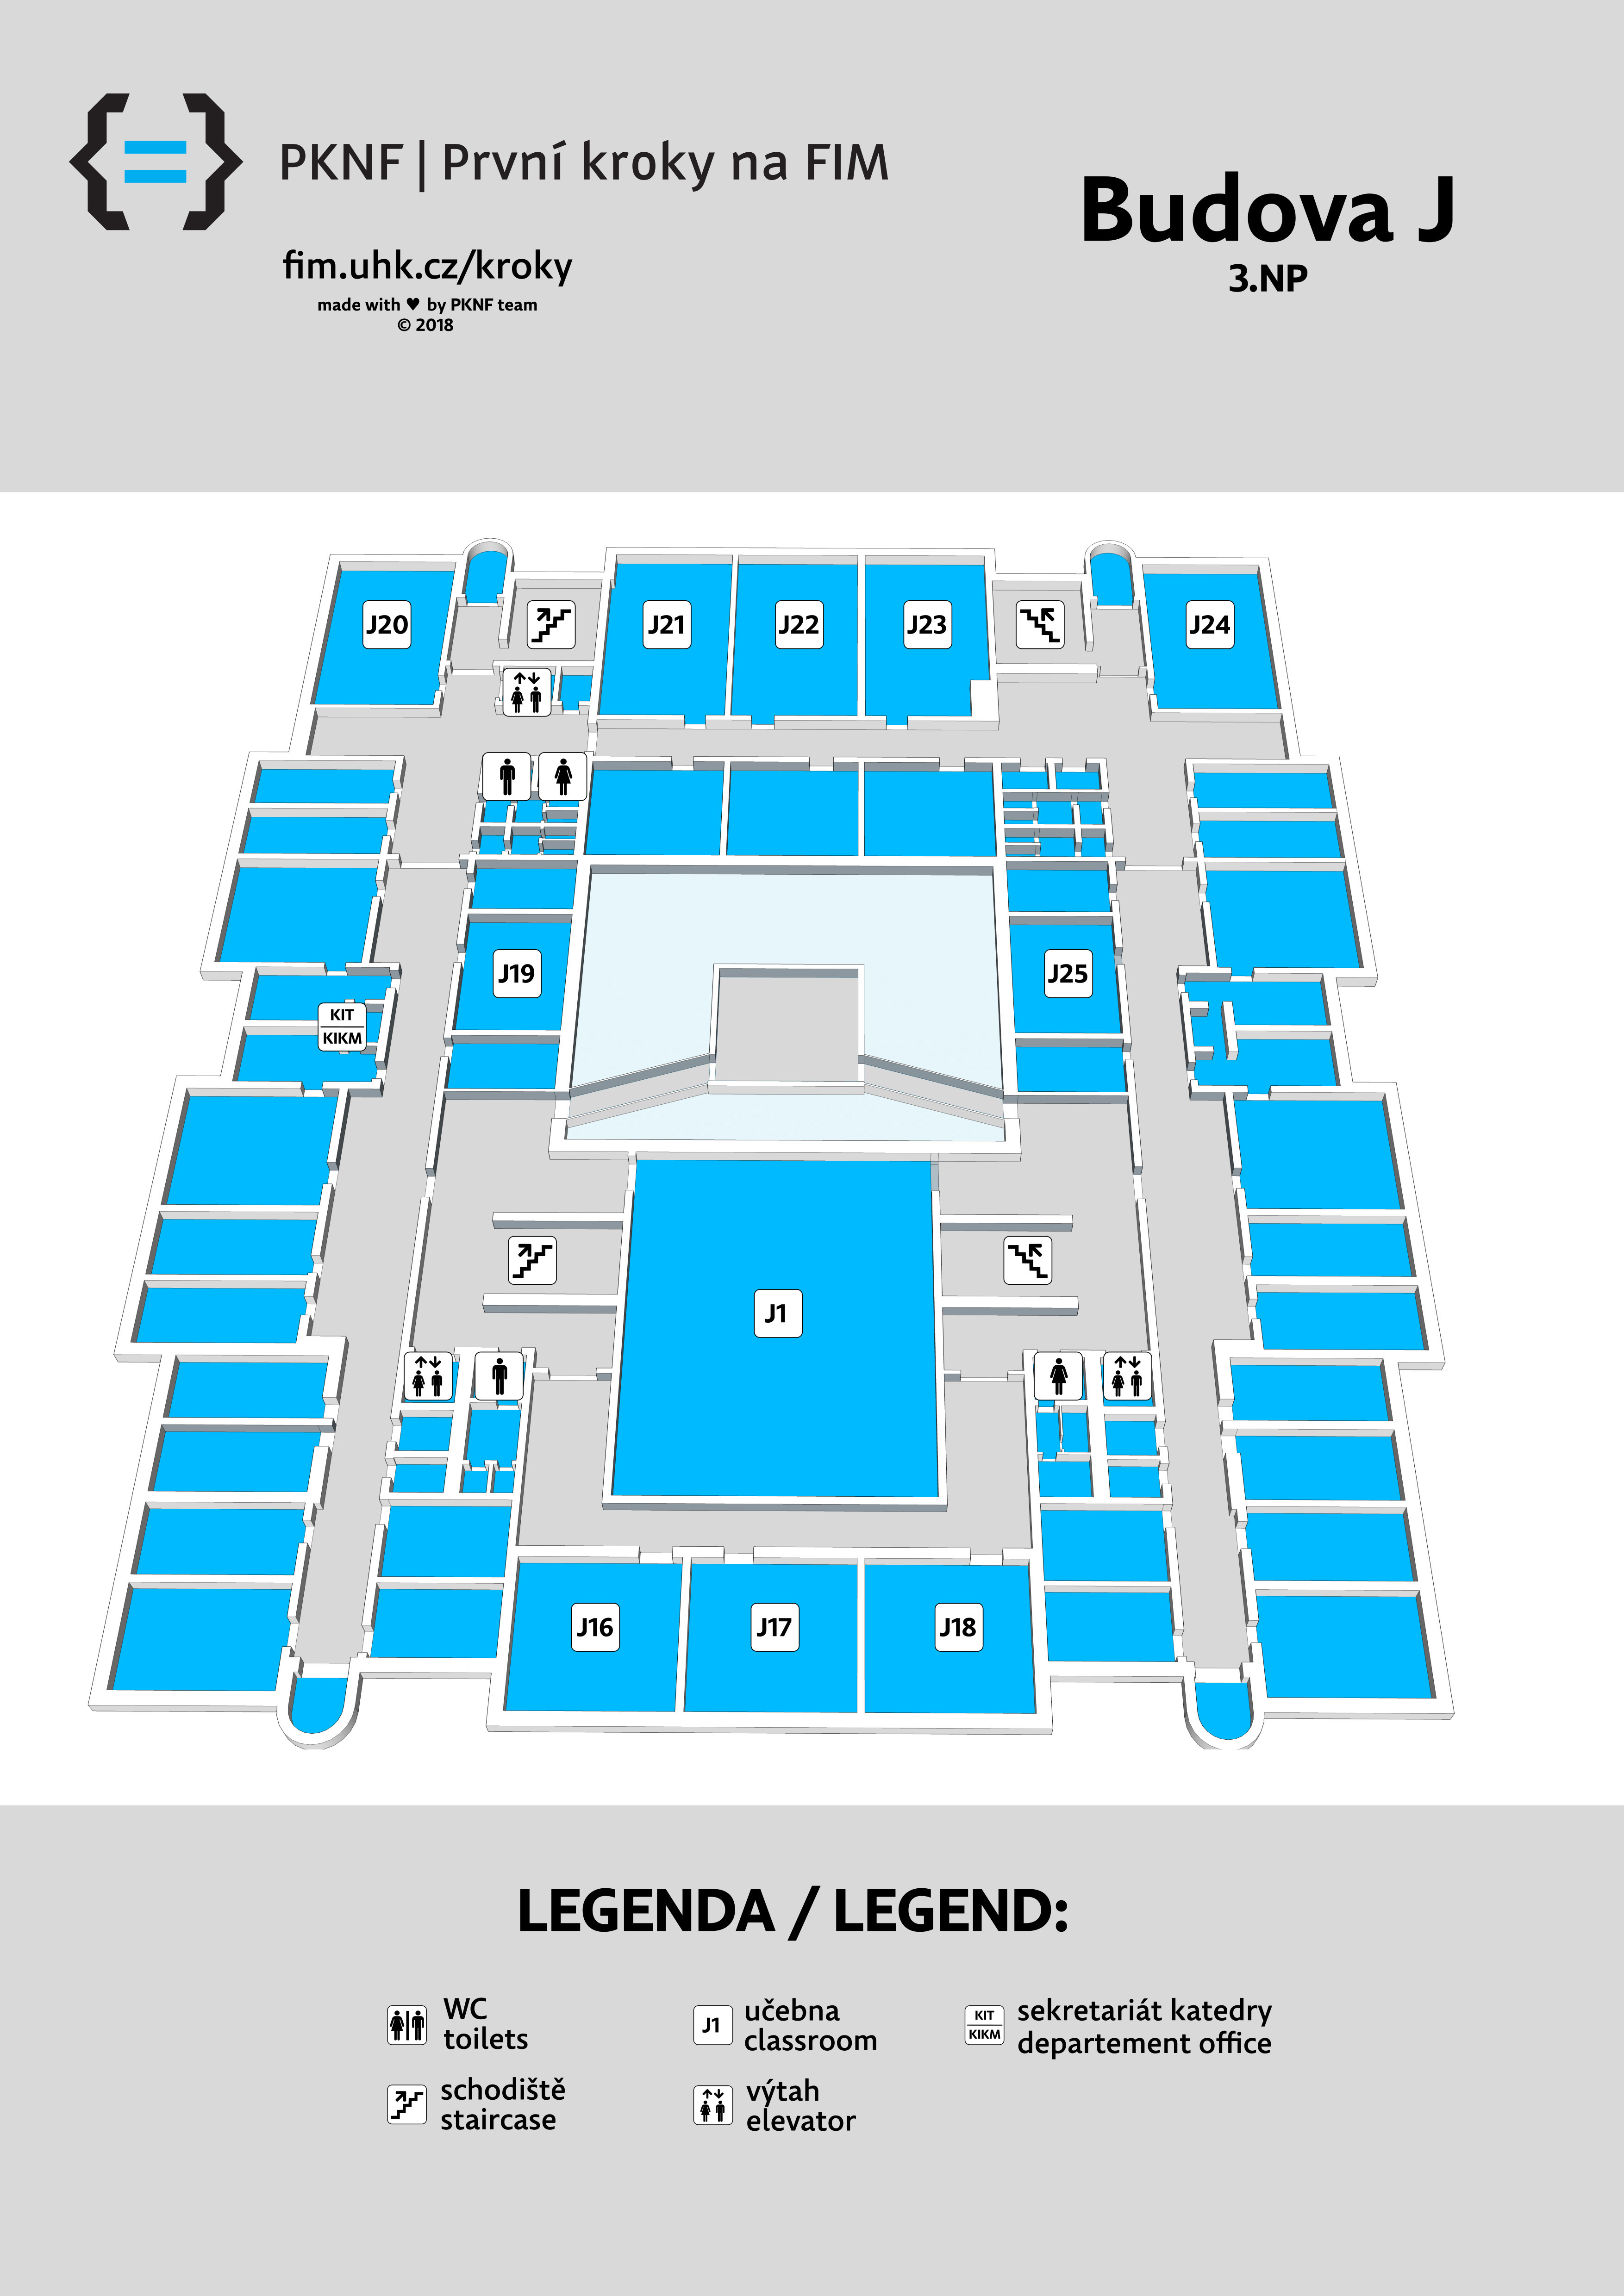 PKNF | První kroky na FIM
fim.uhk.cz/kroky
made with ♥ by PKNF team
© 2018
Budova J
3.NP
J20
J21
J22
J23
J24
J19
J25
KIT
KIKM
J1
J16
J17
J18
LEGENDA / LEGEND:
WC
toilets
J1
učebna
classroom
KIT
KIKM
sekretariát katedry
departement office
schodiště
staircase
výtah
elevator